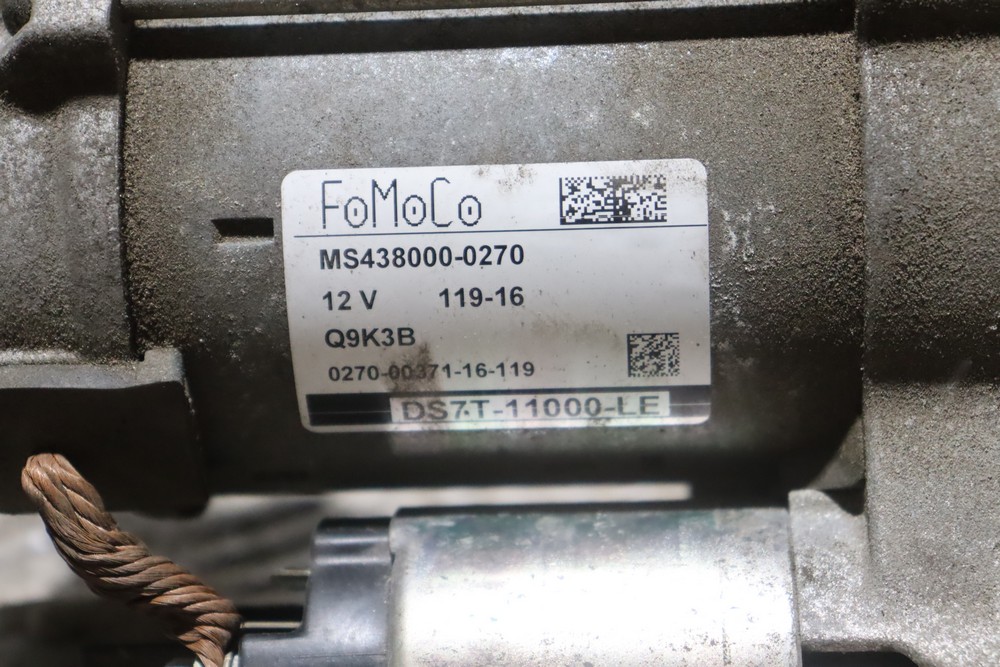 FoMoCo
MS438000-0270
12 V 119-16
Q9K3B
0270-00371-16-119
DS7T-11000-LE